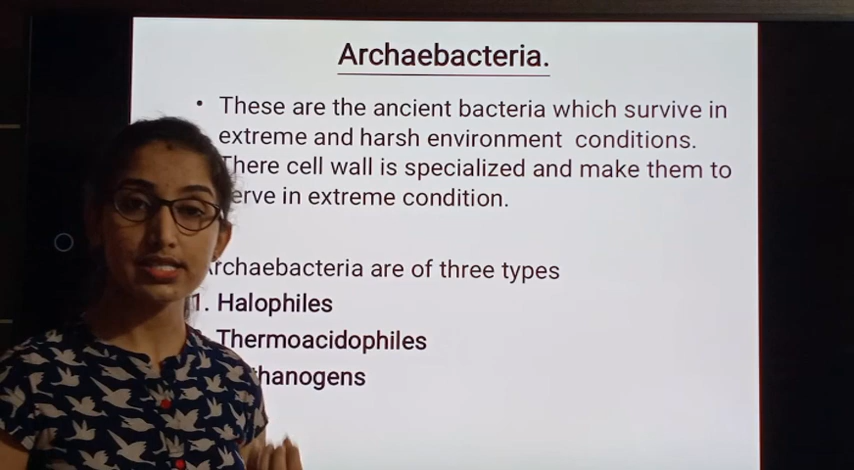 Archaebacteria.
• These are the ancient bacteria which survive in
extreme and harsh environment conditions.
There cell wall is specialized and make them to
in extreme condition.
are of three types
1. Halophiles
Thermoacidophiles